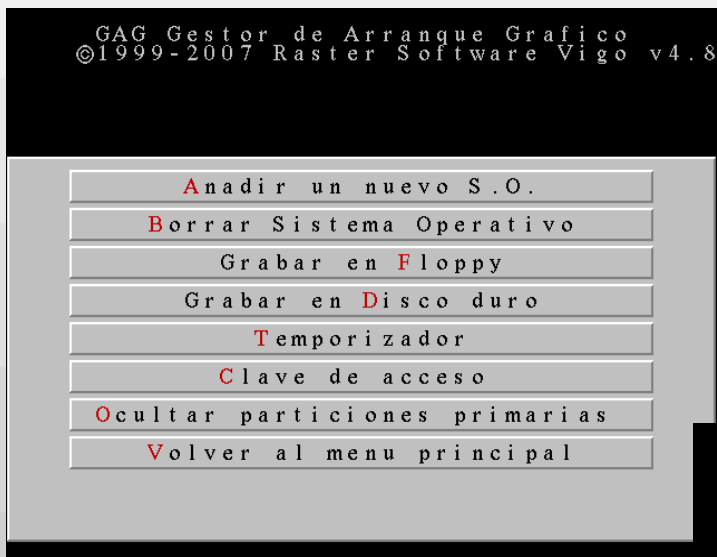 GAG Gestor de Arranque Grafico
©1999-2007 Raster Software Vigo v4.8
Anadir un nuevo S.O.
Borrar Sistema Operativo
Grabar en Floppy
Grabar en Disco duro
Temporizador
Clave de acceso
Ocultar particiones primarias
Volver al menu principal